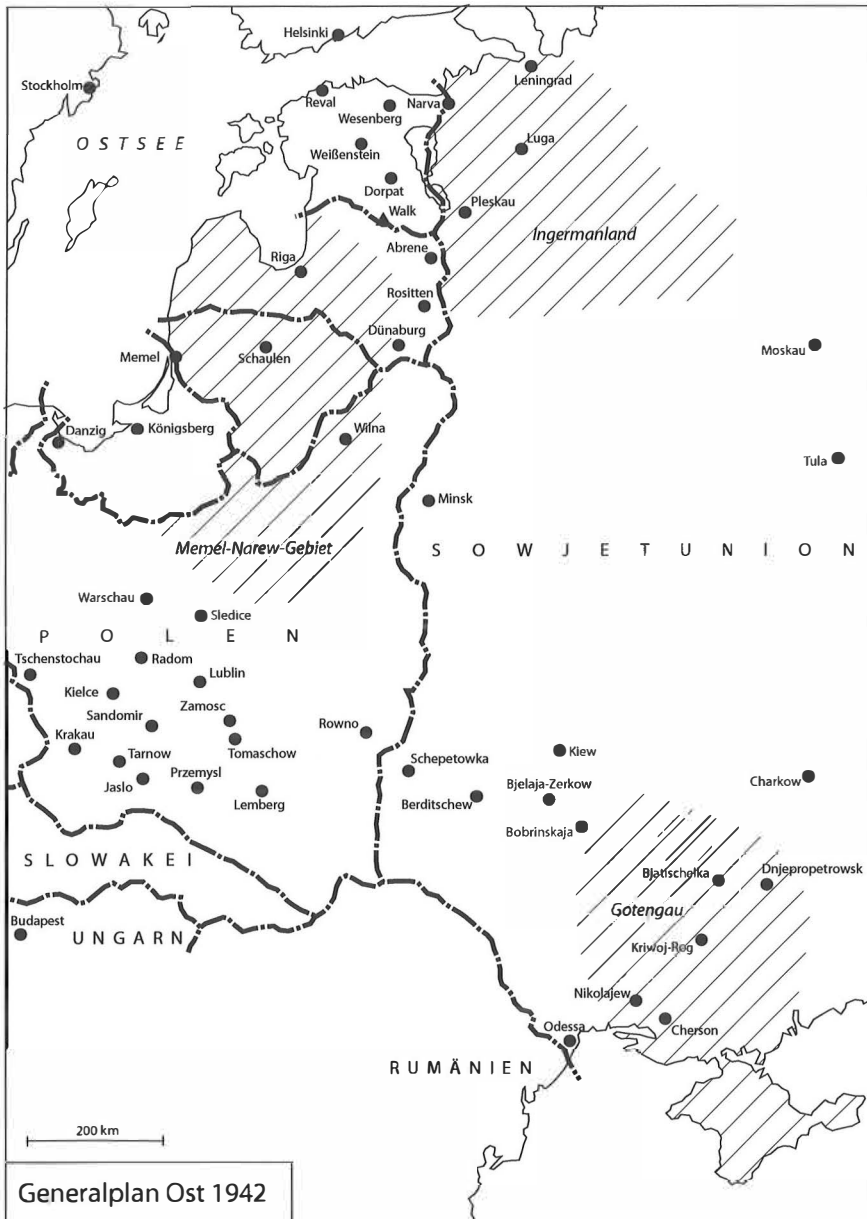 Helsinki
Leningrad
Stockholm
Reval
Narva
Wesenberg
OSTSEE
Luga
Weißenstein
Dorpat
Walk
Pleskau
Ingermanland
Abrene
Riga
Rositten
Dünaburg
Moskau
Memel
Schaulen
Danzig
Königsberg
Wilna
Tula
Minsk
Memel-Narew-Gebiet
SOWJETUNION
Warschau
Sledice
POLEN
Tschenstochau
Radom
Lublin
Kielce
Zamosc
Sandomir
Rowno
Krakau
Tarnow
Tomaschow
Kiew
Schepetowka
Jaslo
Przemysl
Lemberg
Bjelaja-Zerkow
Charkow
Berditschew
Bobrinskaja
SLOWAKEI
Bjatischelka
Dnjepropetrowsk
Gotengau
Budapest
UNGARN
Kriwoj-Rog
Nikolajew
Odessa
Cherson
RUMÄNIEN
200 km
Generalplan Ost 1942